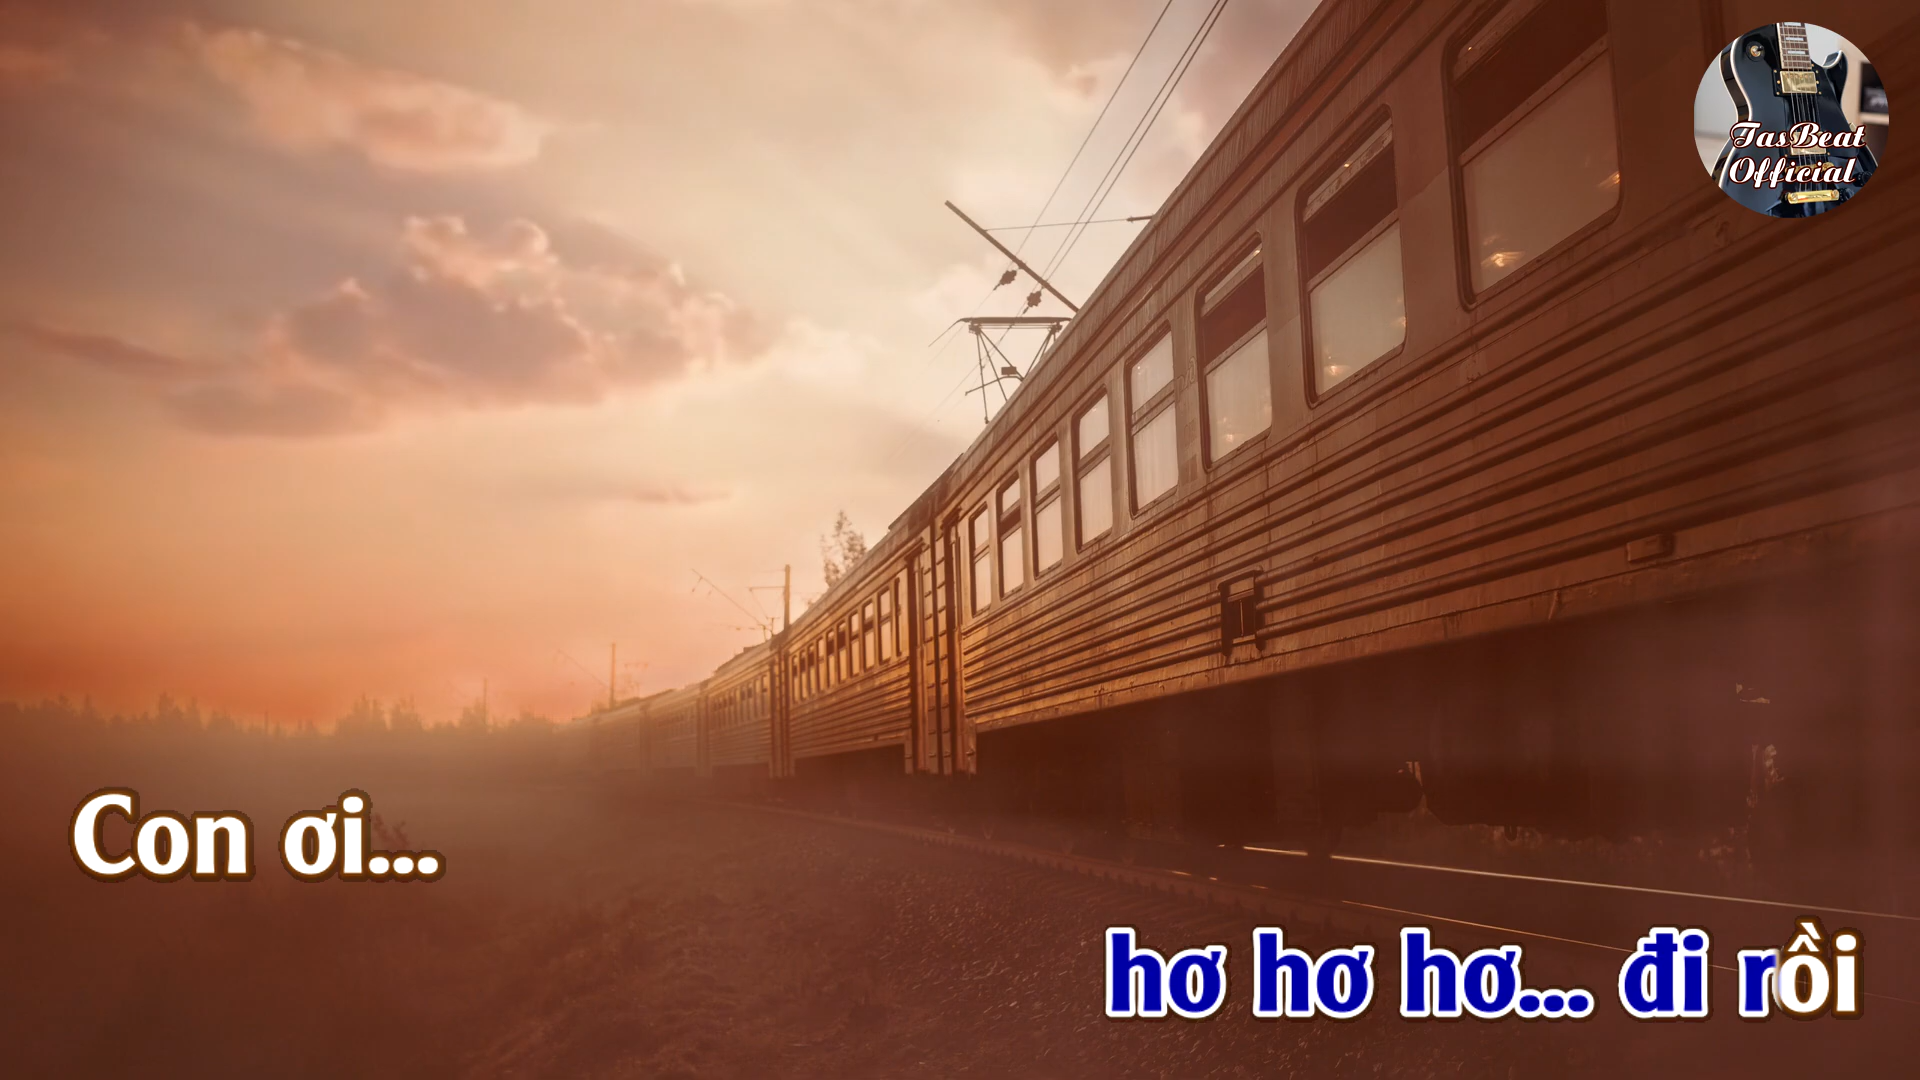 TasBeat
Official
Con ơi...
hơ hơ hơ... đi rồi